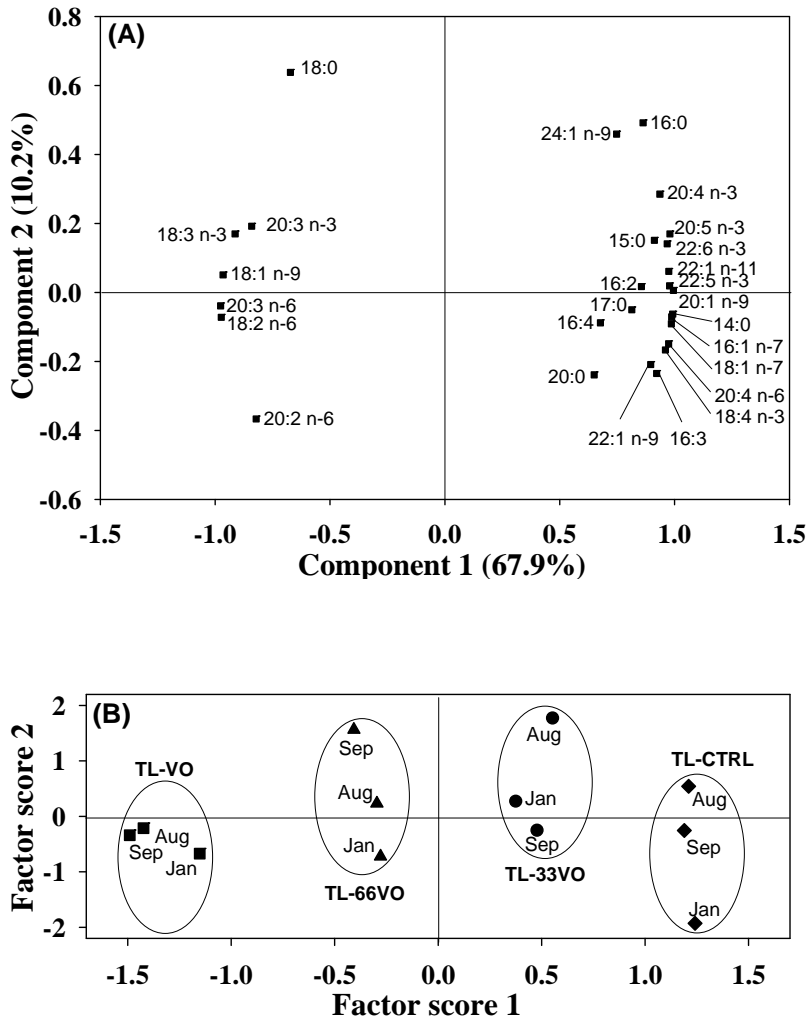 (A)
0.8
0.6
0.4
0.2
0.0
-0.2
-0.4
-0.6
Component 2 (10.2%)
18:0
16:0
24:1 n-9
20:4 n-3
20:3 n-3
18:3 n-3
20:5 n-3
15:0
22:6 n-3
18:1 n-9
22:1 n-11
16:2
22:5 n-3
20:3 n-6
17:0
20:1 n-9
18:2 n-6
16:4
14:0
16:1 n-7
18:1 n-7
20:0
20:4 n-6
18:4 n-3
20:2 n-6
22:1 n-9
16:3
-1.5 -1.0 -0.5 0.0 0.5 1.0 1.5
Component 1 (67.9%)
(B)
2
1
0
-1
-2
Factor score 2
TL-VO
Aug
Sep
Jan
Sep
Aug
Jan
TL-66VO
Aug
Jan
Sep
TL-33VO
TL-CTRL
Aug
Sep
Jan
-1.5 -1.0 -0.5 0.0 0.5 1.0 1.5
Factor score 1